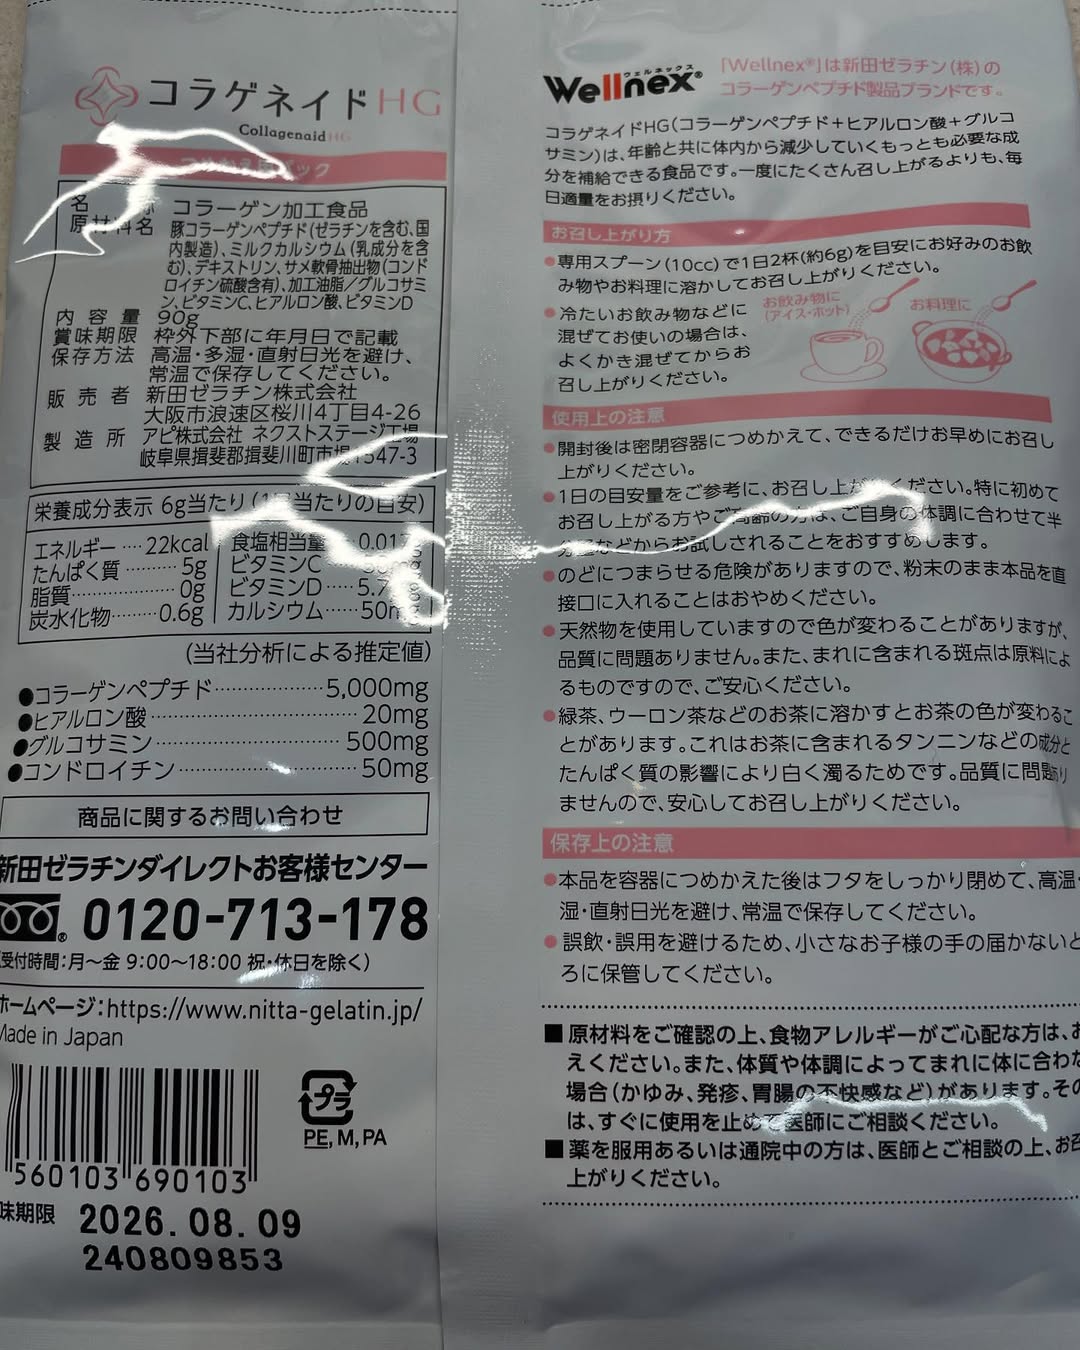 コラゲネイドHG
Collagenaid HG
パック
名 称 コラーゲン加工食品
原材料名 豚コラーゲンペプチド(ゼラチンを含む、国
内製造)、ミルクカルシウム(乳成分を含
む)、デキストリン、サメ軟骨抽出物(コンド
ロイチン硫酸含有)、加工油脂/グルコサミ
ン、ビタミンC、ヒアルロン酸、ビタミンD
内容量 90g
賞味期限 枠外下部に年月日で記載
保存方法 高温・多湿・直射日光を避け、
常温で保存してください。
販売者 新田ゼラチン株式会社
大阪市浪速区桜川4丁目4-26
製造所 アピ株式会社 ネクストステージ工場
岐阜県揖斐郡揖斐川町市場1547-3
栄養成分表示 6g当たり(1日当たりの目安)
エネルギー…22kcal
たんぱく質………5g
脂質……………0g
炭水化物………0.6g
食塩相当量…0.017g
ビタミンC
ビタミンD…5.
カルシウム……50mg
(当社分析による推定値)
●コラーゲンペプチド……………5,000mg
●ヒアルロン酸……………20mg
●グルコサミン……………500mg
●コンドロイチン……………50mg
商品に関するお問い合わせ
新田ゼラチンダイレクトお客様センター
0120-713-178
(受付時間:月〜金 9:00〜18:00 祝・休日を除く)
ホームページ:https://www.nitta-gelatin.jp/
Made in Japan
プラ
PE, M, PA
560103 690103
味期限 2026.08.09
240809853
ウェルネックス
Wellnex®
「Wellnex®」は新田ゼラチン(株)の
コラーゲンペプチド製品ブランドです。
コラゲネイドHG(コラーゲンペプチド+ヒアルロン酸+グルコ
サミン)は、年齢と共に体内から減少していくもっとも必要な成
分を補給できる食品です。一度にたくさん召し上がるよりも、毎
日適量をお摂りください。
お召し上がり方
●専用スプーン(10cc)で1日2杯(約6g)を目安にお好みのお飲
み物やお料理に溶かしてお召し上がりください。
●冷たいお飲み物などに
混ぜてお使いの場合は、
よくかき混ぜてからお
召し上がりください。
お飲み物に
(アイス・ホット)
お料理に
使用上の注意
●開封後は密閉容器につめかえて、できるだけお早めにお召し
上がりください。
●1日の目安量をご参考に、お召し上がりください。特に初めて
お召し上がる方やご高齢の方は、ご自身の体調に合わせて半
分量などからお試しされることをおすすめします。
●のどにつまらせる危険がありますので、粉末のまま本品を直
接口に入れることはおやめください。
●天然物を使用していますので色が変わることがありますが、
品質に問題ありません。また、まれに含まれる斑点は原料によ
るものですので、ご安心ください。
●緑茶、ウーロン茶などのお茶に溶かすとお茶の色が変わるこ
とがあります。これはお茶に含まれるタンニンなどの成分と
たんぱく質の影響により白く濁るためです。品質に問題あり
ませんので、安心してお召し上がりください。
保存上の注意
●本品を容器につめかえた後はフタをしっかり閉めて、高温・
湿・直射日光を避け、常温で保存してください。
●誤飲・誤用を避けるため、小さなお子様の手の届かないと
ろに保管してください。
■原材料をご確認の上、食物アレルギーがご心配な方は、お
えください。また、体質や体調によってまれに体に合わな
場合(かゆみ、発疹、胃腸の不快感など)があります。その
は、すぐに使用を止めて医師にご相談ください。
■薬を服用あるいは通院中の方は、医師とご相談の上、お召
上がりください。